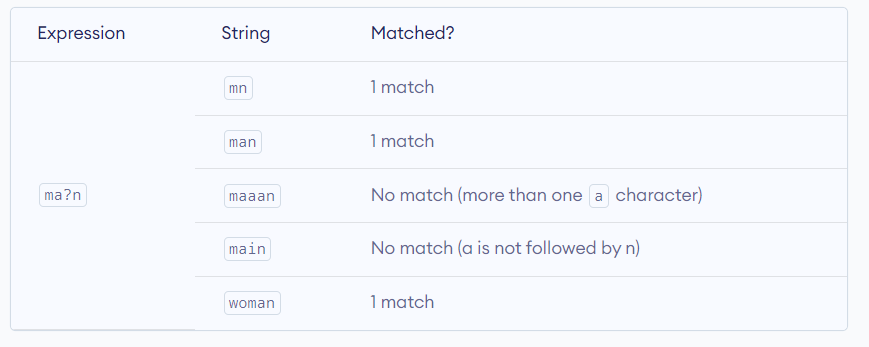 Expression String Matched?
mn 1 match
man 1 match
ma?n maaan No match (more than one a character)
main No match (a is not followed by n)
woman 1 match